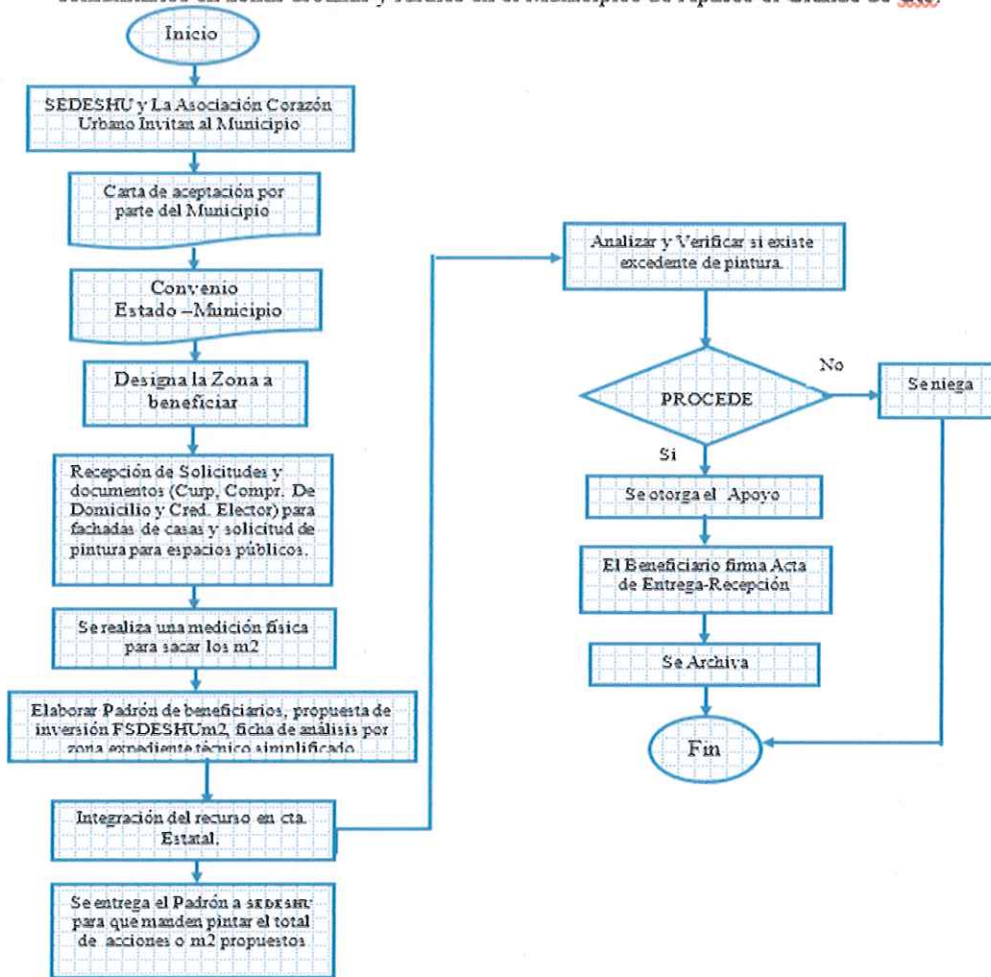 Inicio
SEDESHU y La Asociación Corazón
Urbano Invitan al Municipio
Carta de aceptación por
parte del Municipio
Convenio
Estado –Municipio
Designa la Zona a
beneficiar
Recepción de Solicitudes y
documentos (Curp, Compr. De
Domicilio y Cred. Elector) para
fachadas de casas y solicitud de
pintura para espacios públicos.
Se realiza una medición física
para sacar los m2
Elaborar Padrón de beneficiarios, propuesta de
inversión FSDESHUm2, ficha de análisis por
zona expediente técnico simplificado
Integración del recurso en cta.
Estatal.
Se entrega el Padrón a SEDESHU
para que manden pintar el total
de acciones o m2 propuestos
Analizar y Verificar si existe
excedente de pintura.
PROCEDE
No
Se niega
Si
Se otorga el Apoyo
El Beneficiario firma Acta
de Entrega-Recepción
Se Archiva
Fin